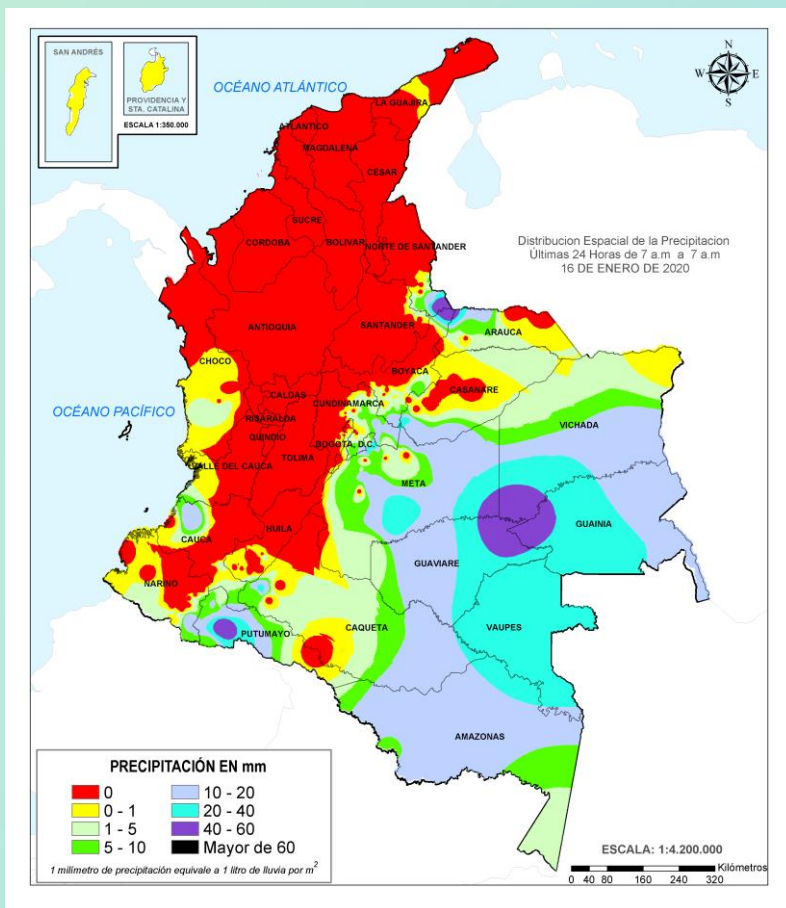 SAN ANDRÉS
PROVIDENCIA Y
STA. CATALINA
ESCALA 1:350.000
OCÉANO ATLÁNTICO
N
W
E
S
LA GUAJIRA
ATLANTICO
MAGDALENA
CESAR
SUCRE
CORDOBA
BOLIVAR
NORTE DE SANTANDER
Distribucion Espacial de la Precipitacion
Últimas 24 Horas de 7 a.m a 7 a.m
16 DE ENERO DE 2020
ANTIOQUIA
SANTANDER
ARAUCA
CHOCO
BOYACA
CASANARE
OCÉANO PACÍFICO
CALDAS
CUNDINAMARCA
RISARALDA
VICHADA
QUINDIO
BOGOTA, D.C.
TOLIMA
VALLE DEL CAUCA
META
GUAINIA
CAUCA
HUILA
GUAVIARE
NARIÑO
PUTUMAYO
CAQUETA
VAUPES
AMAZONAS
PRECIPITACIÓN EN mm
0
0 - 1
1 - 5
5 - 10
10 - 20
20 - 40
40 - 60
Mayor de 60
1 milímetro de precipitación equivale a 1 litro de lluvia por m²
ESCALA: 1:4.200.000
Kilómetros
0 40 80 160 240 320